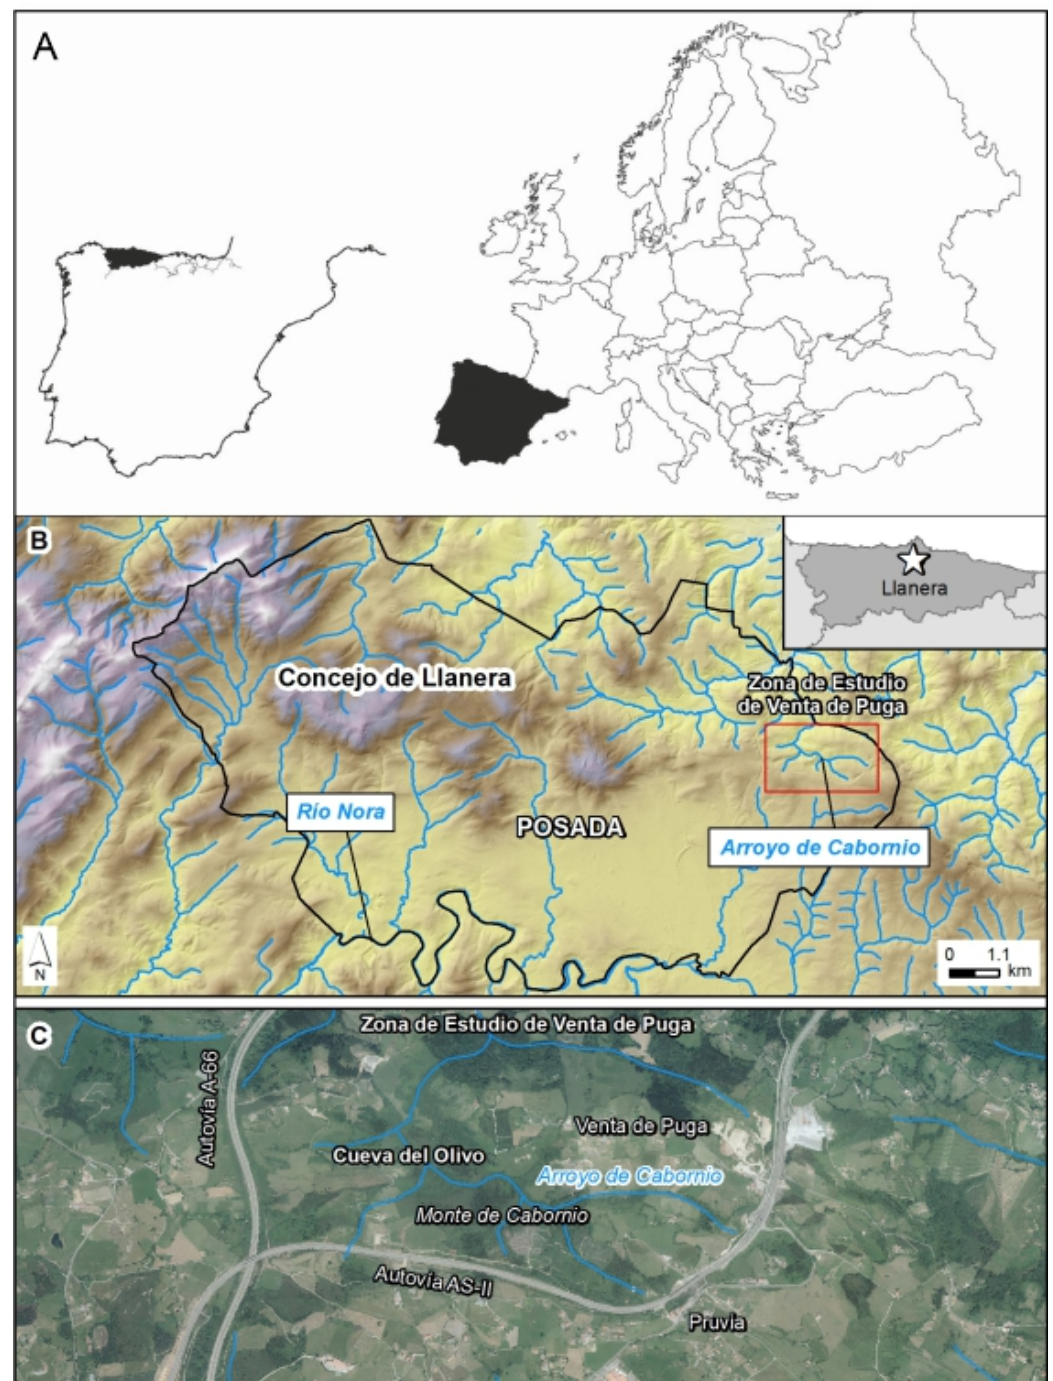 A
B
Llanera
Concejo de Llanera
Zona de Estudio
de Venta de Puga
Río Nora
POSADA
Arroyo de Cabornio
N
0 1.1
km
C
Zona de Estudio de Venta de Puga
Autovía A-66
Venta de Puga
Cueva del Olivo
Arroyo de Cabornio
Monte de Cabornio
Autovía AS-II
Pruvia